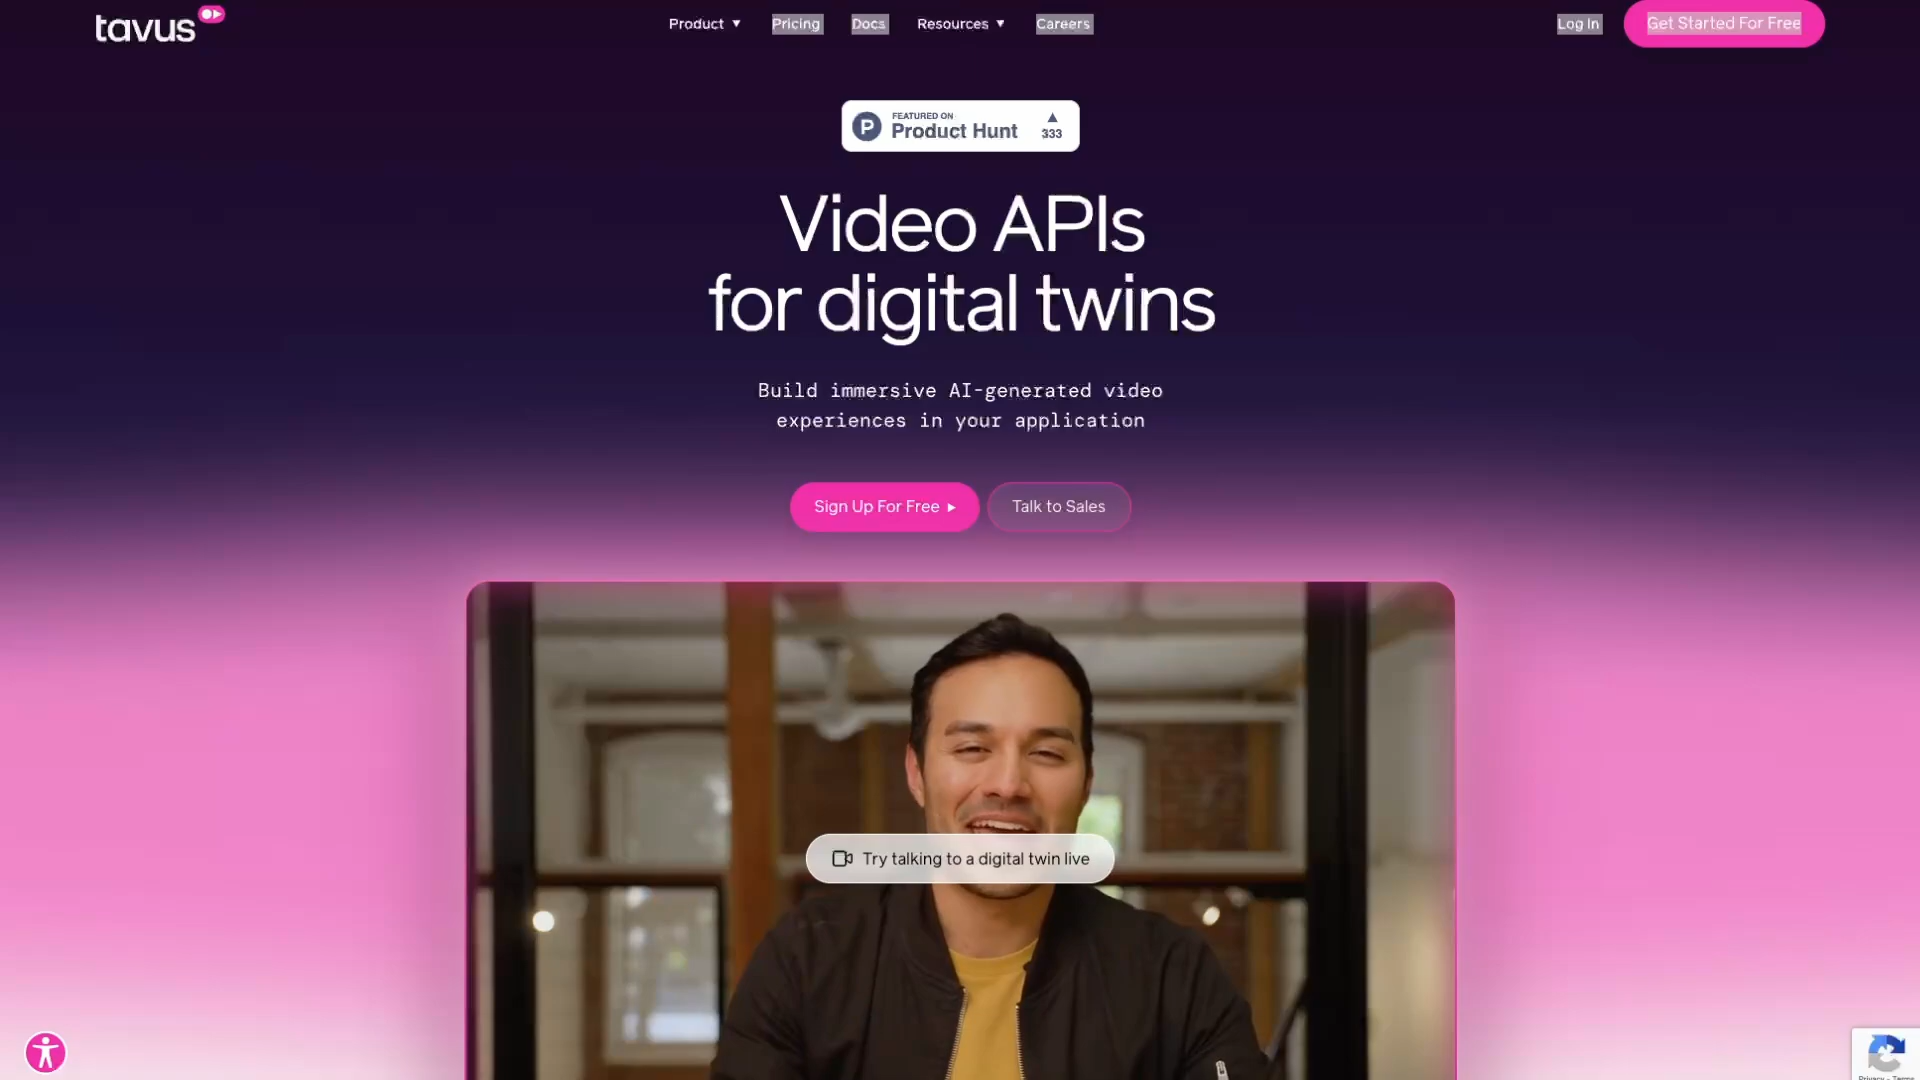 tavus
Product ▼ Pricing Docs Resources ▼ Careers
Log In Get Started For Free
FEATURED ON
Product Hunt
▲ 333
Video APIs
for digital twins
Build immersive AI-generated video
experiences in your application
Sign Up For Free ▸
Talk to Sales
Try talking to a digital twin live
Privacy - Terms